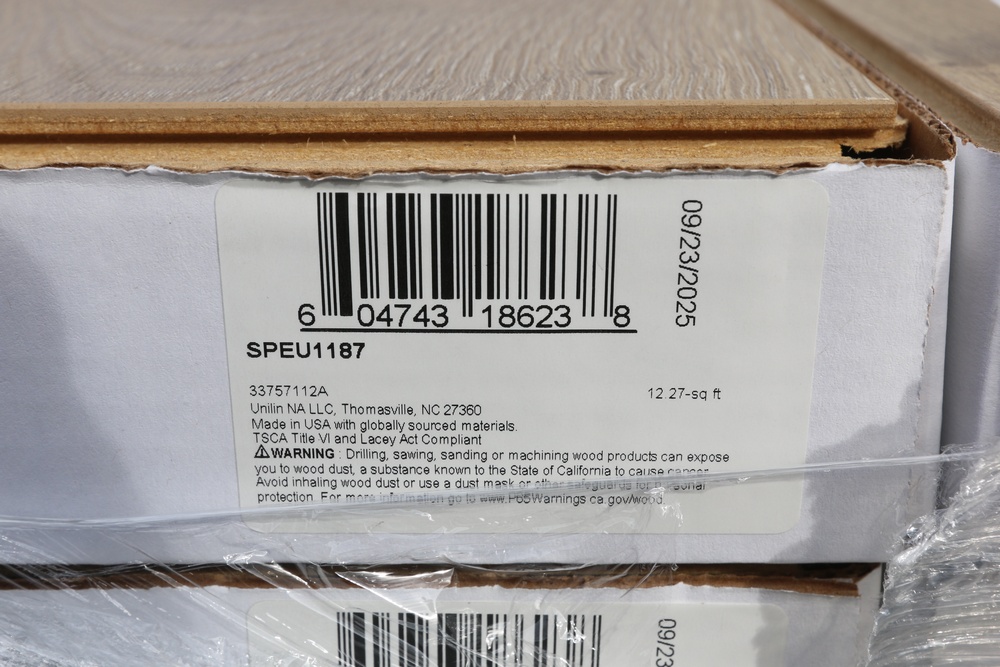 6 04743 18623 8
09/23/2025
SPEU1187
33757112A
12.27-sq ft
Unilin NA LLC, Thomasville, NC 27360
Made in USA with globally sourced materials.
TSCA Title VI and Lacey Act Compliant
⚠WARNING : Drilling, sawing, sanding or machining wood products can expose
you to wood dust, a substance known to the State of California to cause cancer.
Avoid inhaling wood dust or use a dust mask or other safeguards for personal
protection. For more information go to www.P65Warnings.ca.gov/wood.
09/23